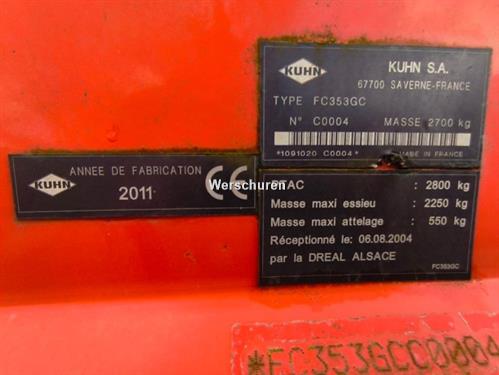 KUHN
KUHN S.A.
67700 SAVERNE-FRANCE
TYPE FC353GC
N° C0004 MASSE 2700 kg
*1091020 C0004* MADE IN FRANCE
KUHN
ANNEE DE FABRICATION
2011
CE
Werschuren
TAC : 2800 kg
Masse maxi essieu : 2250 kg
Masse maxi attelage : 550 kg
Réceptionné le: 06.08.2004
par la DREAL ALSACE
FC353GC
*FC353GCC0004